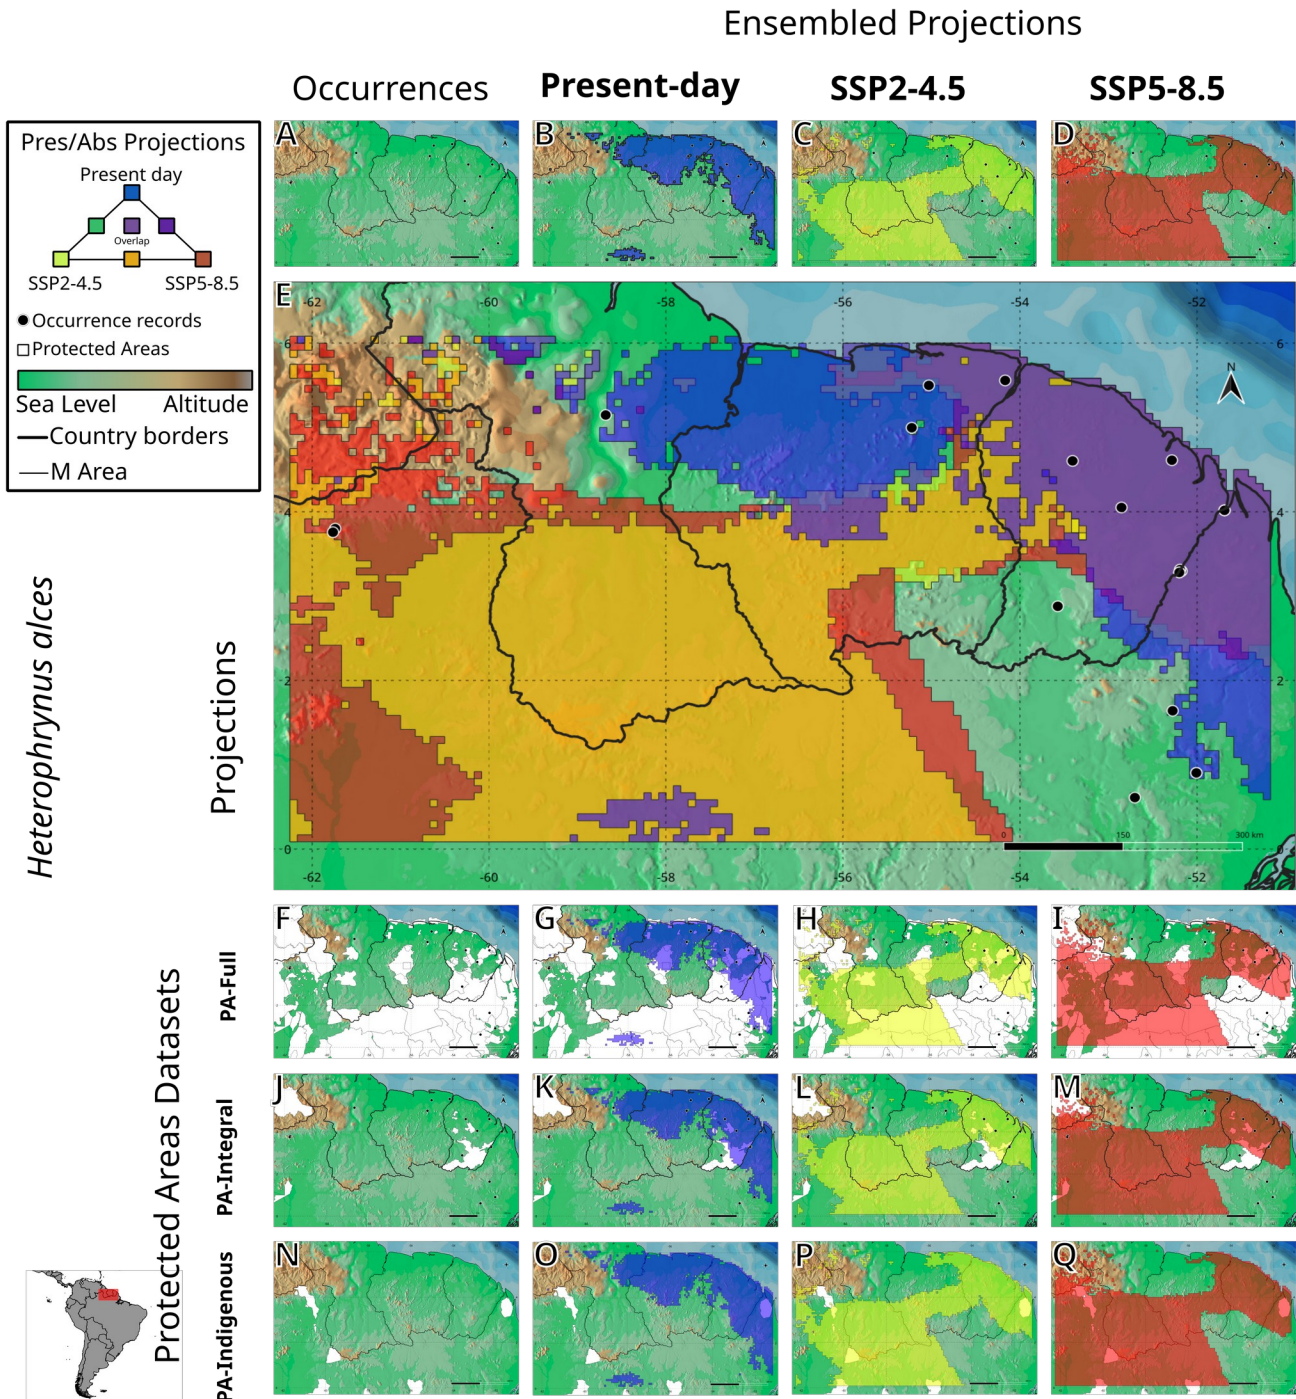 Ensembled Projections
Occurrences
Present-day
SSP2-4.5
SSP5-8.5
Pres/Abs Projections
Present day
Overlap
SSP2-4.5
SSP5-8.5
Occurrence records
Protected Areas
Sea Level
Altitude
Country borders
M Area
A
B
C
D
E
-62
-60
-58
-56
-54
-52
6
6
N
4
4
2
2
0
0
150
300 km
-62
-60
-58
-56
-54
-52
Heterophrynus alces
Projections
Protected Areas Datasets
PA-Full
F
G
H
I
PA-Integral
J
K
L
M
PA-Indigenous
N
O
P
Q